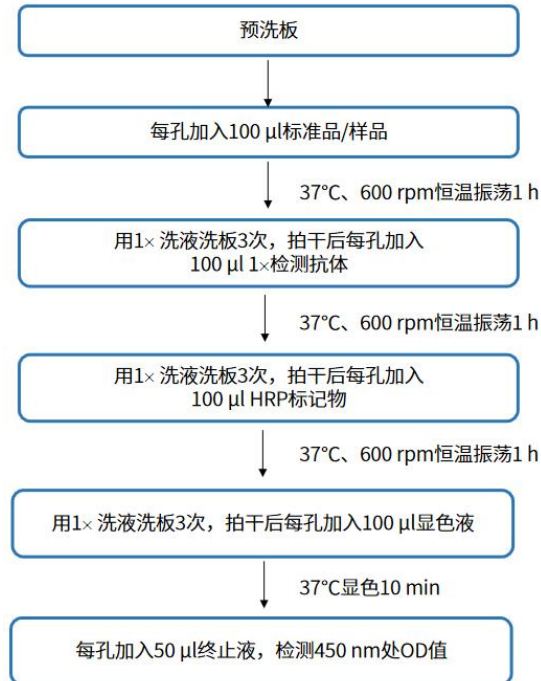 预洗板
每孔加入100 μl标准品/样品
37℃、600 rpm恒温振荡1 h
用1× 洗液洗板3次，拍干后每孔加入
100 μl 1×检测抗体
37℃、600 rpm恒温振荡1 h
用1× 洗液洗板3次，拍干后每孔加入
100 μl HRP标记物
37℃、600 rpm恒温振荡1 h
用1× 洗液洗板3次，拍干后每孔加入100 μl显色液
37℃显色10 min
每孔加入50 μl终止液，检测450 nm处OD值